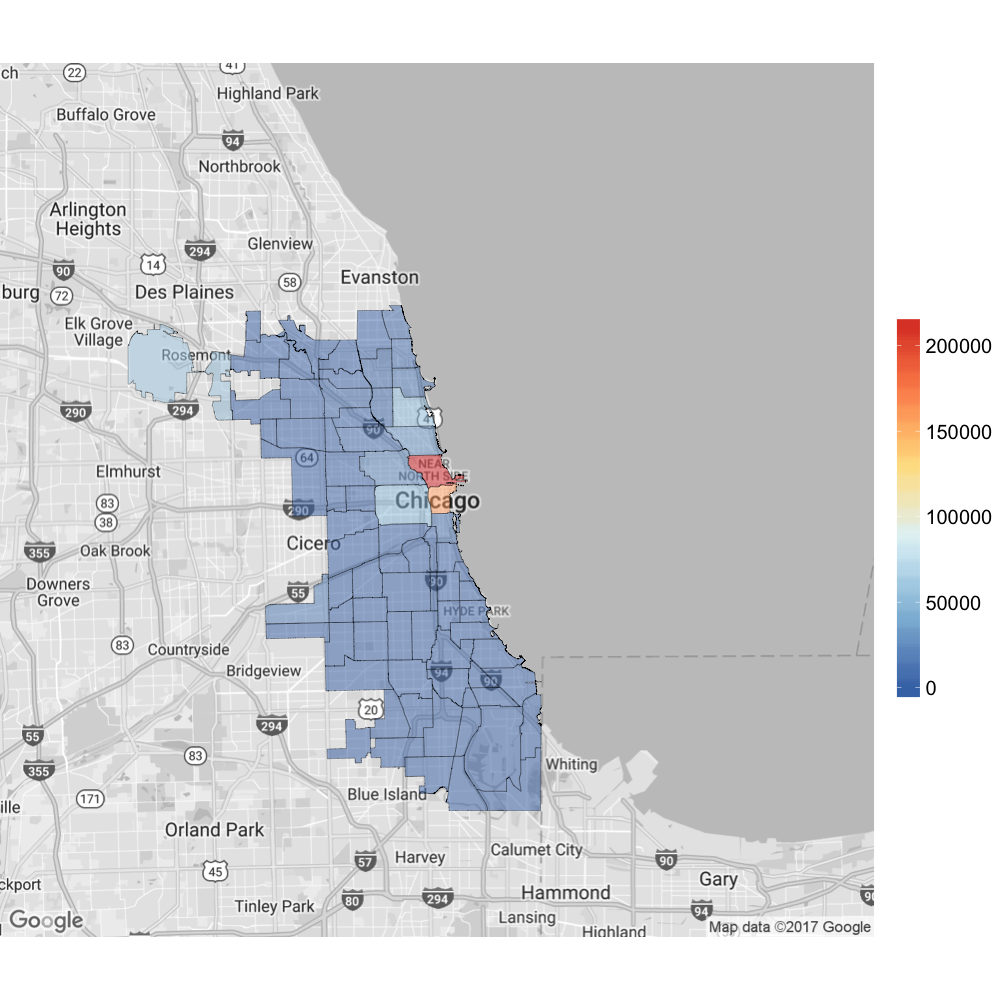 ch
22
41
Highland Park
Buffalo Grove
94
Northbrook
Arlington
Heights
Glenview
294
90
14
58
Evanston
burg
72
Des Plaines
Elk Grove
Village
Rosemont
290
294
90
41
64
NEAR
NORTH SIDE
Elmhurst
Chicago
83
290
38
355
Oak Brook
Cicero
Downers
Grove
55
90
HYDE PARK
83
Countryside
Bridgeview
94
90
20
55
294
83
355
Whiting
171
Blue Island
ille
Orland Park
45
57
Harvey
Calumet City
90
Gary
ckport
80
294
Hammond
90
Tinley Park
94
Lansing
Google
Highland
Map data ©2017 Google
200000
150000
100000
50000
0